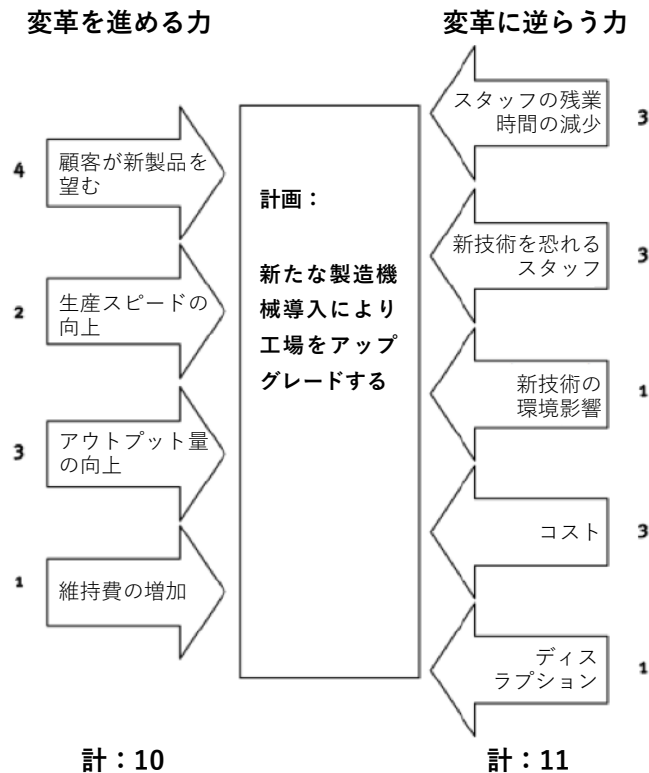 変革を進める力
変革に逆らう力
4
顧客が新製品を
望む
2
生産スピードの
向上
3
アウトプット量
の向上
1
維持費の増加
計画：
新たな製造機
械導入により
工場をアップ
グレードする
スタッフの残業
時間の減少
3
新技術を恐れる
スタッフ
3
新技術の
環境影響
1
コスト
3
ディス
ラプション
1
計：10
計：11